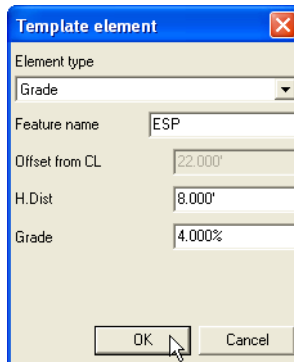 Template element
Element type
Grade
Feature name ESP
Offset from CL 22.000'
H.Dist 8.000'
Grade 4.000%
OK Cancel